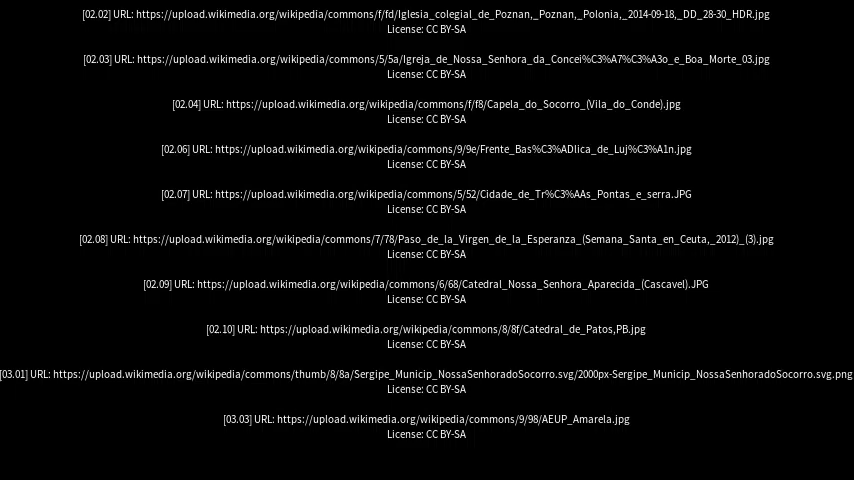 [02.02] URL: https://upload.wikimedia.org/wikipedia/commons/f/fd/Iglesia_colegial_de_Poznan,_Poznan,_Polonia,_2014-09-18,_DD_28-30_HDR.jpg
License: CC BY-SA
[02.03] URL: https://upload.wikimedia.org/wikipedia/commons/5/5a/Igreja_de_Nossa_Senhora_da_Concei%C3%A7%C3%A3o_e_Boa_Morte_03.jpg
License: CC BY-SA
[02.04] URL: https://upload.wikimedia.org/wikipedia/commons/f/f8/Capela_do_Socorro_(Vila_do_Conde).jpg
License: CC BY-SA
[02.06] URL: https://upload.wikimedia.org/wikipedia/commons/9/9e/Frente_Bas%C3%ADlica_de_Luj%C3%A1n.jpg
License: CC BY-SA
[02.07] URL: https://upload.wikimedia.org/wikipedia/commons/5/52/Cidade_de_Tr%C3%AAs_Pontas_e_serra.JPG
License: CC BY-SA
[02.08] URL: https://upload.wikimedia.org/wikipedia/commons/7/78/Paso_de_la_Virgen_de_la_Esperanza_(Semana_Santa_en_Ceuta,_2012)_(3).jpg
License: CC BY-SA
[02.09] URL: https://upload.wikimedia.org/wikipedia/commons/6/68/Catedral_Nossa_Senhora_Aparecida_(Cascavel).JPG
License: CC BY-SA
[02.10] URL: https://upload.wikimedia.org/wikipedia/commons/8/8f/Catedral_de_Patos,PB.jpg
License: CC BY-SA
[03.01] URL: https://upload.wikimedia.org/wikipedia/commons/thumb/8/8a/Sergipe_Municip_NossaSenhoradoSocorro.svg/2000px-Sergipe_Municip_NossaSenhoradoSocorro.svg.png
License: CC BY-SA
[03.03] URL: https://upload.wikimedia.org/wikipedia/commons/9/98/AEUP_Amarela.jpg
License: CC BY-SA